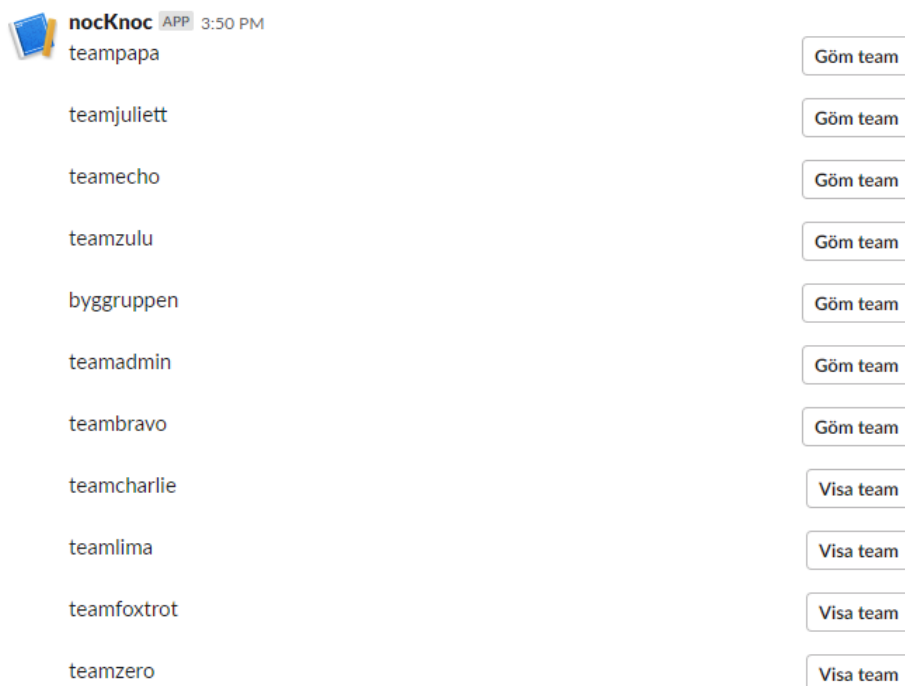 nocKnoc APP 3:50 PM
teampapa Göm team
teamjuliett Göm team
teamecho Göm team
teamzulu Göm team
byggruppen Göm team
teamadmin Göm team
teambravo Göm team
teamcharlie Visa team
teamlima Visa team
teamfoxtrot Visa team
teamzero Visa team